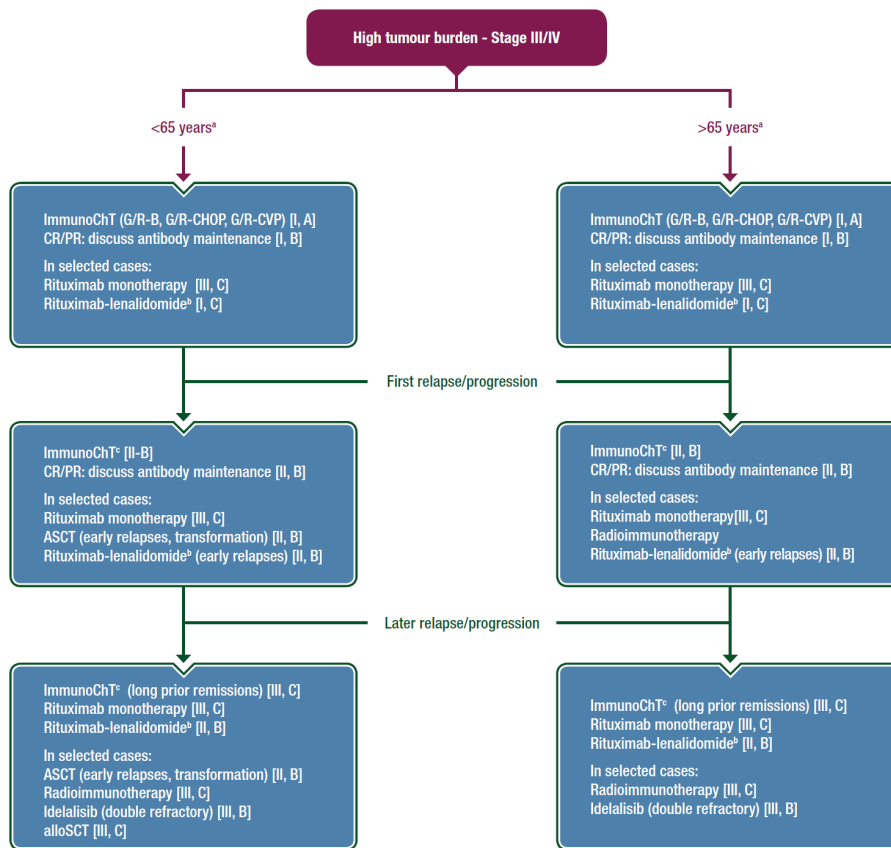 High tumour burden - Stage III/IV
<65 yearsᵃ
>65 yearsᵃ
ImmunoChT (G/R-B, G/R-CHOP, G/R-CVP) [I, A]
CR/PR: discuss antibody maintenance [I, B]
In selected cases:
Rituximab monotherapy [III, C]
Rituximab-lenalidomideᵇ [I, C]
ImmunoChT (G/R-B, G/R-CHOP, G/R-CVP) [I, A]
CR/PR: discuss antibody maintenance [I, B]
In selected cases:
Rituximab monotherapy [III, C]
Rituximab-lenalidomideᵇ [I, C]
First relapse/progression
ImmunoChTᶜ [II-B]
CR/PR: discuss antibody maintenance [II, B]
In selected cases:
Rituximab monotherapy [III, C]
ASCT (early relapses, transformation) [II, B]
Rituximab-lenalidomideᵇ (early relapses) [II, B]
ImmunoChTᶜ [II, B]
CR/PR: discuss antibody maintenance [II, B]
In selected cases:
Rituximab monotherapy[III, C]
Radioimmunotherapy
Rituximab-lenalidomideᵇ (early relapses) [II, B]
Later relapse/progression
ImmunoChTᶜ (long prior remissions) [III, C]
Rituximab monotherapy [III, C]
Rituximab-lenalidomideᵇ [II, B]
In selected cases:
ASCT (early relapses, transformation) [II, B]
Radioimmunotherapy [III, C]
Idelalisib (double refractory) [III, B]
alloSCT [III, C]
ImmunoChTᶜ (long prior remissions) [III, C]
Rituximab monotherapy [III, C]
Rituximab-lenalidomideᵇ [II, B]
In selected cases:
Radioimmunotherapy [III, C]
Idelalisib (double refractory) [III, B]